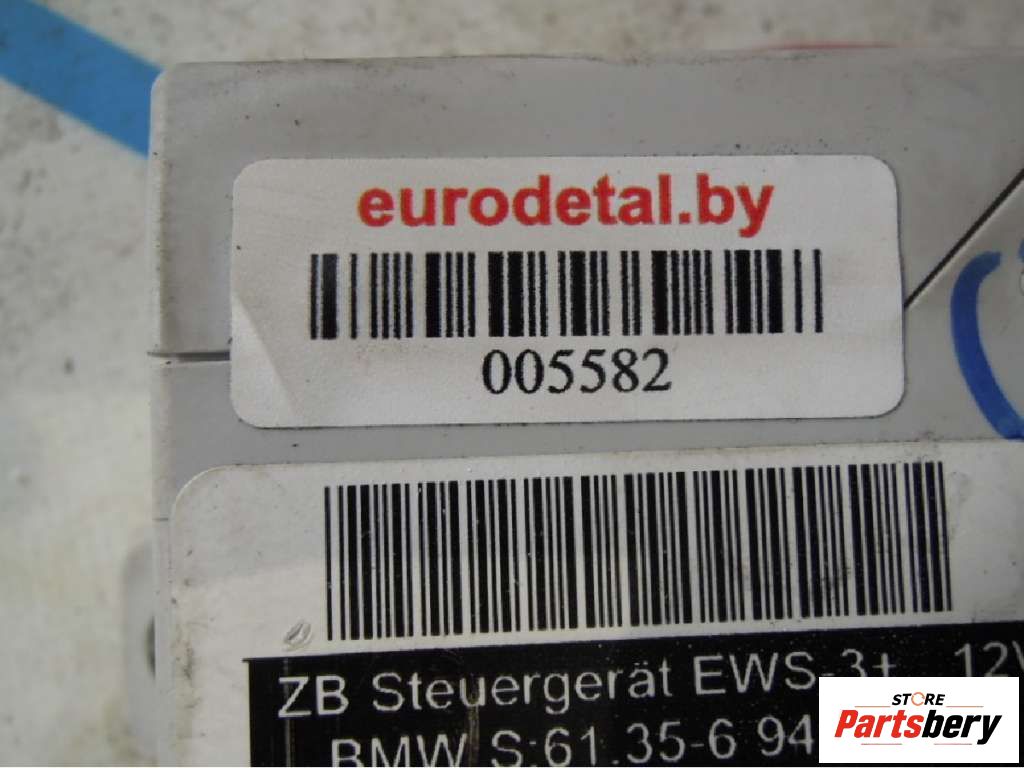 eurodetal.by
005582
ZB Steuergerät EWS-3+ 12V
BMW S:61.35-6 94
STORE
Partsbery